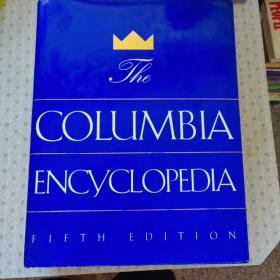 The
COLUMBIA
ENCYCLOPEDIA
FIFTH EDITION